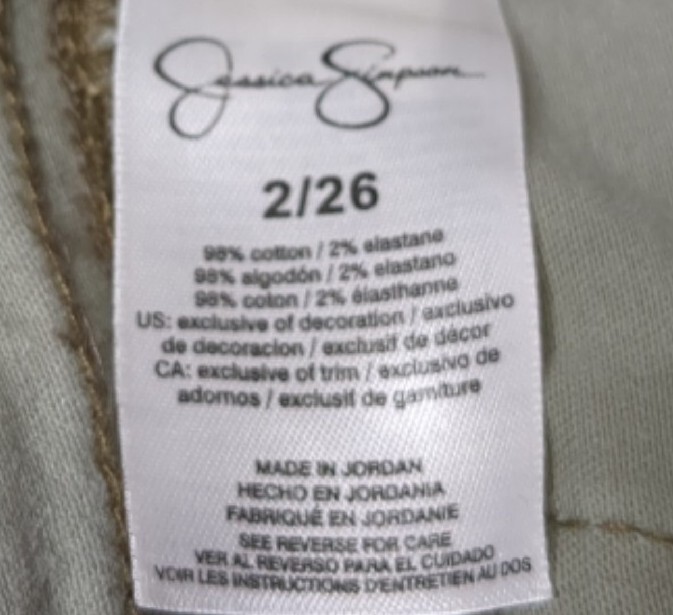 Jessica Simpson
2/26
98% cotton / 2% elastane
98% algodón / 2% elastano
98% coton / 2% élasthanne
US: exclusive of decoration / exclusivo
de decoracion / exclusif de décor
CA: exclusive of trim / exclusivo de
adornos / exclusif de garniture
MADE IN JORDAN
HECHO EN JORDANIA
FABRIQUÉ EN JORDANIE
SEE REVERSE FOR CARE
VER AL REVERSO PARA EL CUIDADO
VOIR LES INSTRUCTIONS D'ENTRETIEN AU DOS